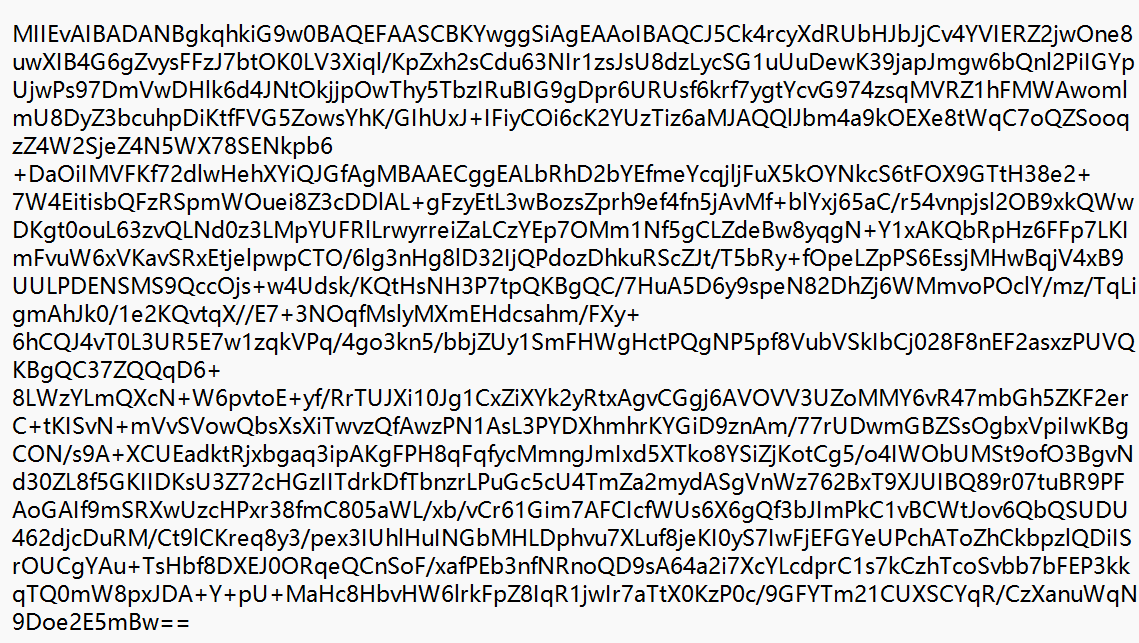 MIIEvAIBADANBgkqhkiG9w0BAQEFAASCBKYwggSiAgEAAoIBAQCJ5Ck4rcyXdRUbHJbJjCv4YVIERZ2jwOne8
uwXIB4G6gZvysFFzJ7btOK0LV3Xiql/KpZxh2sCdu63NIr1zsJsU8dzLycSG1uUuDewK39japJmgw6bQnl2PiIGYp
UjwPs97DmVwDHlk6d4JNtOkjjpOwThy5TbzIRuBIG9gDpr6URUsf6krf7ygtYcvG974zsqMVRZ1hFMWAwoml
mU8DyZ3bcuhpDiKtfFVG5ZowsYhK/GIhUxJ+IFiyCOi6cK2YUzTiz6aMJAQQlJbm4a9kOEXe8tWqC7oQZSooq
zZ4W2SjeZ4N5WX78SENkpb6
+DaOiIMVFKf72dlwHehXYiQJGfAgMBAAECggEALbRhD2bYEfmeYcqjljFuX5kOYNkcS6tFOX9GTtH38e2+
7W4EitisbQFzRSpmWOuei8Z3cDDlAL+gFzyEtL3wBozsZprh9ef4fn5jAvMf+blYxj65aC/r54vnpjsl2OB9xkQWw
DKgt0ouL63zvQLNd0z3LMpYUFRlLrwyrreiZaLCzYEp7OMm1Nf5gCLZdeBw8yqgN+Y1xAKQbRpHz6FFp7LKI
mFvuW6xVKavSRxEtjelpwpCTO/6lg3nHg8lD32IjQPdozDhkuRScZJt/T5bRy+fOpeLZpPS6EssjMHwBqjV4xB9
UULPDENSMS9QccOjs+w4Udsk/KQtHsNH3P7tpQKBgQC/7HuA5D6y9speN82DhZj6WMmvoPOclY/mz/TqLi
gmAhJk0/1e2KQvtqX//E7+3NOqfMslyMXmEHdcsahm/FXy+
6hCQJ4vT0L3UR5E7w1zqkVPq/4go3kn5/bbjZUy1SmFHWgHctPQgNP5pf8VubVSkIbCj028F8nEF2asxzPUVQ
KBgQC37ZQQqD6+
8LWzYLmQXcN+W6pvtoE+yf/RrTUJXi10Jg1CxZiXYk2yRtxAgvCGgj6AVOVV3UZoMMY6vR47mbGh5ZKF2er
C+tKISvN+mVvSVowQbsXsXiTwvzQfAwzPN1AsL3PYDXhmhrKYGiD9znAm/77rUDwmGBZSsOgbxVpiIwKBg
CON/s9A+XCUEadktRjxbgaq3ipAKgFPH8qFqfycMmngJmIxd5XTko8YSiZjKotCg5/o4IWObUMSt9ofO3BgvN
d30ZL8f5GKIIDKsU3Z72cHGzIITdrkDfTbnzrLPuGc5cU4TmZa2mydASgVnWz762BxT9XJUIBQ89r07tuBR9PF
AoGAIf9mSRXwUzcHPxr38fmC805aWL/xb/vCr61Gim7AFCIcfWUs6X6gQf3bJImPkC1vBCWtJov6QbQSUDU
462djcDuRM/Ct9lCKreq8y3/pex3IUhlHuINGbMHLDphvu7XLuf8jeKI0yS7IwFjEFGYeUPchAToZhCkbpzlQDiIS
rOUCgYAu+TsHbf8DXEJ0ORqeQCnSoF/xafPEb3nfNRnoQD9sA64a2i7XcYLcdprC1s7kCzhTcoSvbb7bFEP3kk
qTQ0mW8pxJDA+Y+pU+MaHc8HbvHW6lrkFpZ8IqR1jwIr7aTtX0KzP0c/9GFYTm21CUXSCYqR/CzXanuWqN
9Doe2E5mBw==